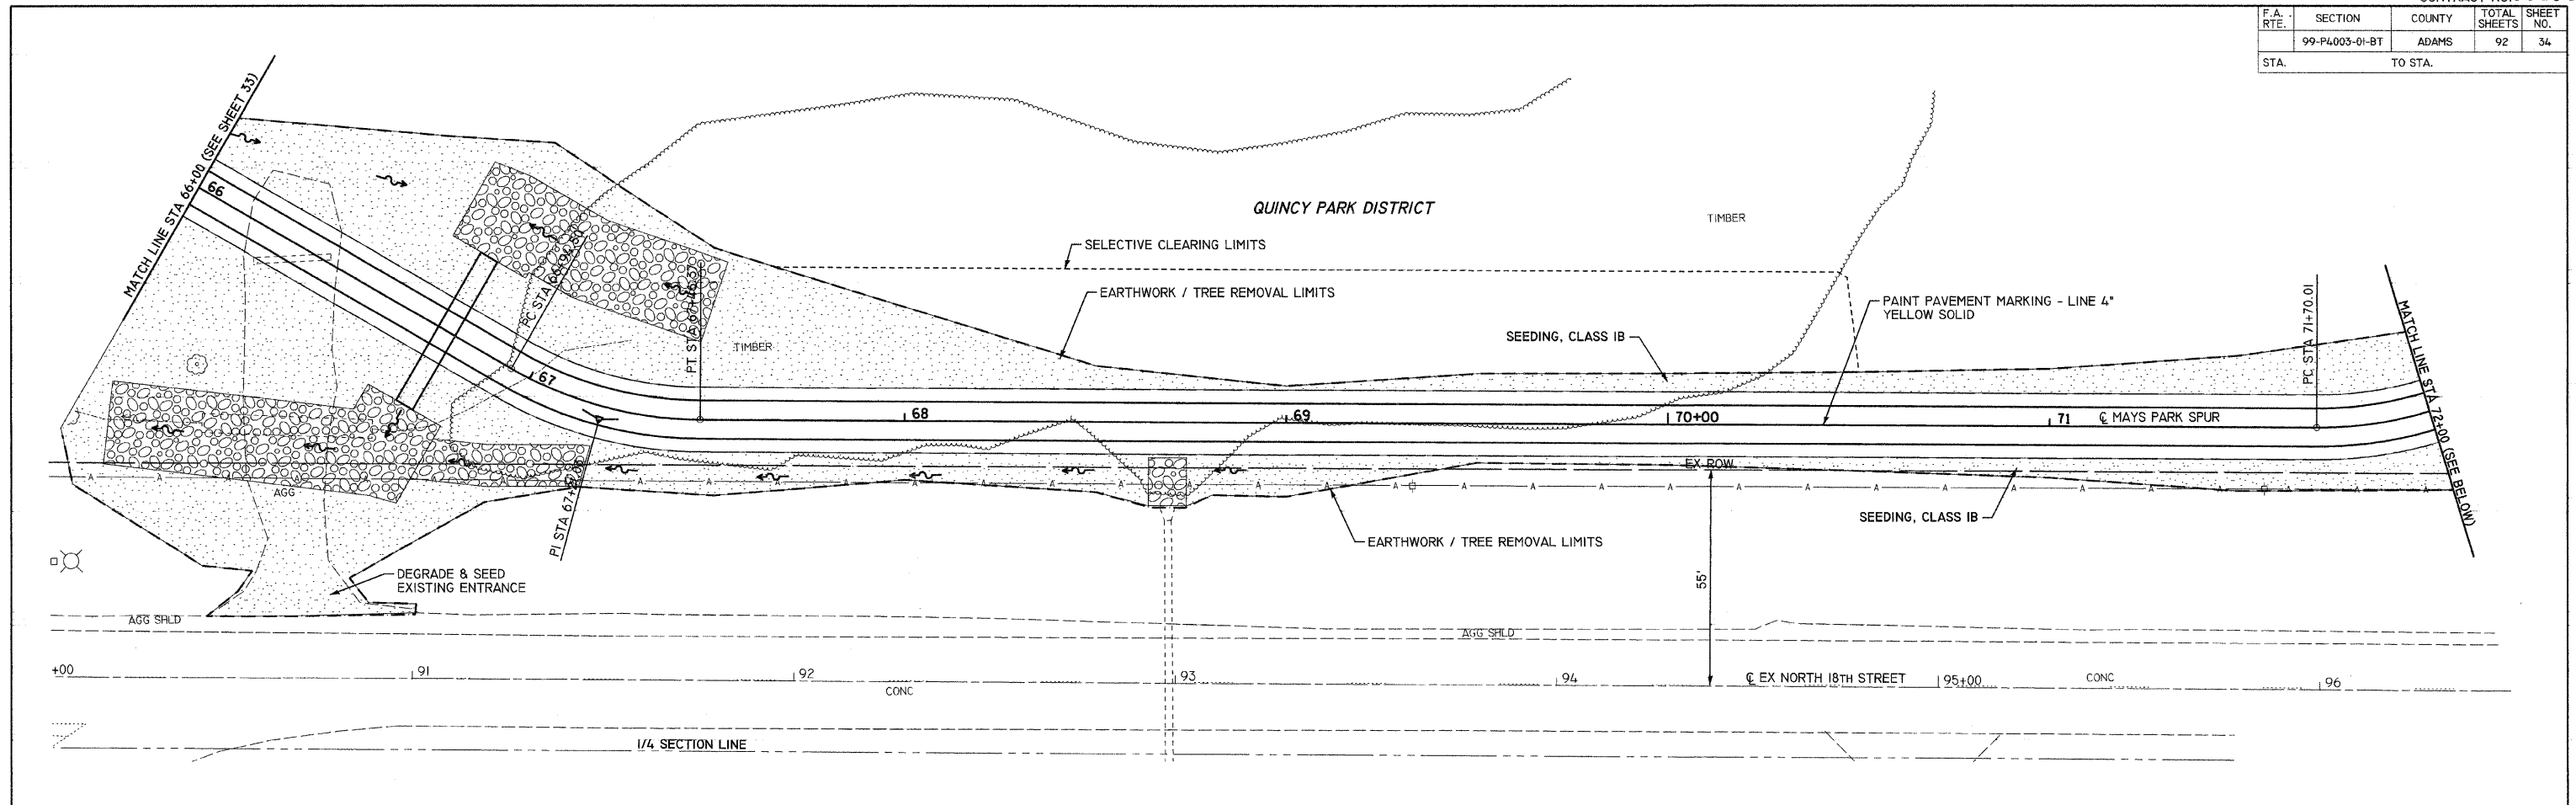 F.A. RTE. SECTION COUNTY TOTAL SHEETS SHEET NO.
99-P4003-01-BT ADAMS 92 34
STA. TO STA.
MATCH LINE STA 66+00 (SEE SHEET 33)
66
QUINCY PARK DISTRICT
TIMBER
SELECTIVE CLEARING LIMITS
EARTHWORK / TREE REMOVAL LIMITS
PAINT PAVEMENT MARKING - LINE 4"
YELLOW SOLID
SEEDING, CLASS IB
TIMBER
PC STA 71+70.01
MATCH LINE STA 72+00 (SEE BELOW)
67
68
69
70+00
71
℄ MAYS PARK SPUR
EX ROW
A A A A A A A A A A A A A A A A A A A A A A A A A A A A A A A A
AGG
SEEDING, CLASS IB
EARTHWORK / TREE REMOVAL LIMITS
DEGRADE & SEED
EXISTING ENTRANCE
55'
AGG SHLD
AGG SHLD
+00
91
92
93
94
℄ EX NORTH 18TH STREET
95+00
CONC
96
CONC
1/4 SECTION LINE